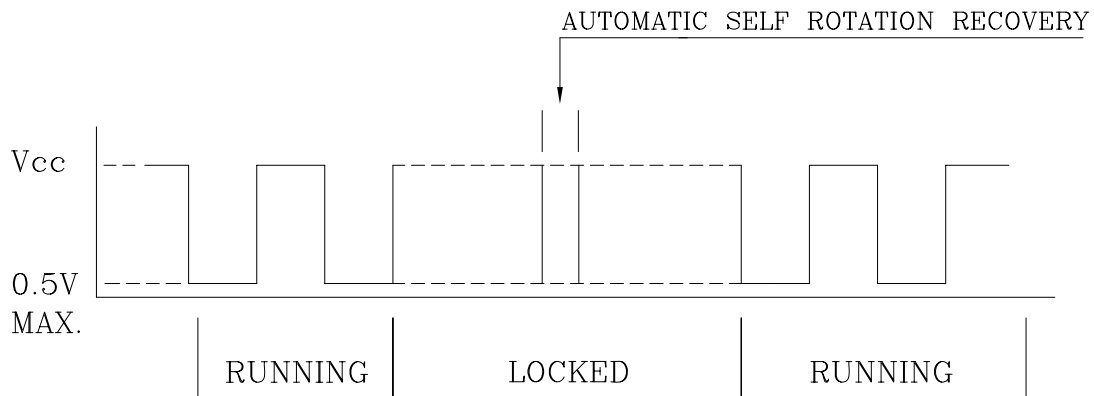 AUTOMATIC SELF ROTATION RECOVERY
Vcc
0.5V
MAX.
RUNNING
LOCKED
RUNNING